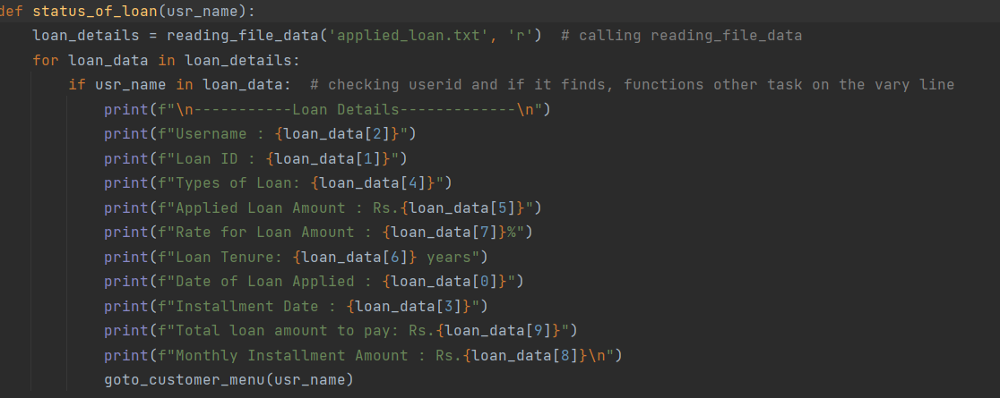 def status_of_loan(usr_name):
    loan_details = reading_file_data('applied_loan.txt', 'r')  # calling reading_file_data
    for loan_data in loan_details:
        if usr_name in loan_data:  # checking userid and if it finds, functions other task on the vary line
            print(f"\n-----------Loan Details-------------\n")
            print(f"Username : {loan_data[2]}")
            print(f"Loan ID : {loan_data[1]}")
            print(f"Types of Loan: {loan_data[4]}")
            print(f"Applied Loan Amount : Rs.{loan_data[5]}")
            print(f"Rate for Loan Amount : {loan_data[7]}%")
            print(f"Loan Tenure: {loan_data[6]} years")
            print(f"Date of Loan Applied : {loan_data[0]}")
            print(f"Installment Date : {loan_data[3]}")
            print(f"Total loan amount to pay: Rs.{loan_data[9]}")
            print(f"Monthly Installment Amount : Rs.{loan_data[8]}\n")
            goto_customer_menu(usr_name)